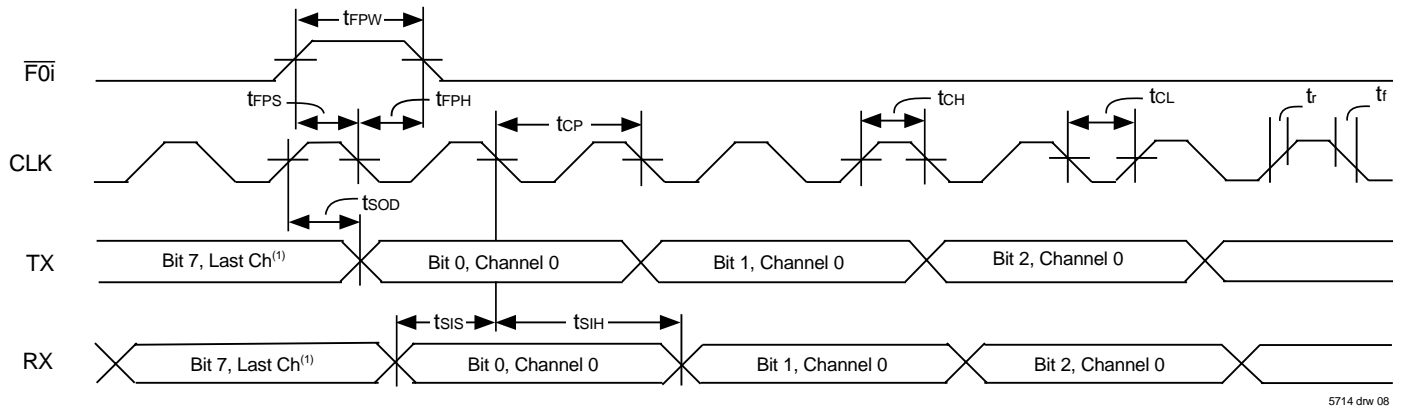 tFPW
F0i
tFPS
tFPH
tCP
tCH
tCL
tr
tf
CLK
tSOD
TX
Bit 7, Last Ch(1)
Bit 0, Channel 0
Bit 1, Channel 0
Bit 2, Channel 0
tSIS
tSIH
RX
Bit 7, Last Ch(1)
Bit 0, Channel 0
Bit 1, Channel 0
Bit 2, Channel 0
5714 drw 08